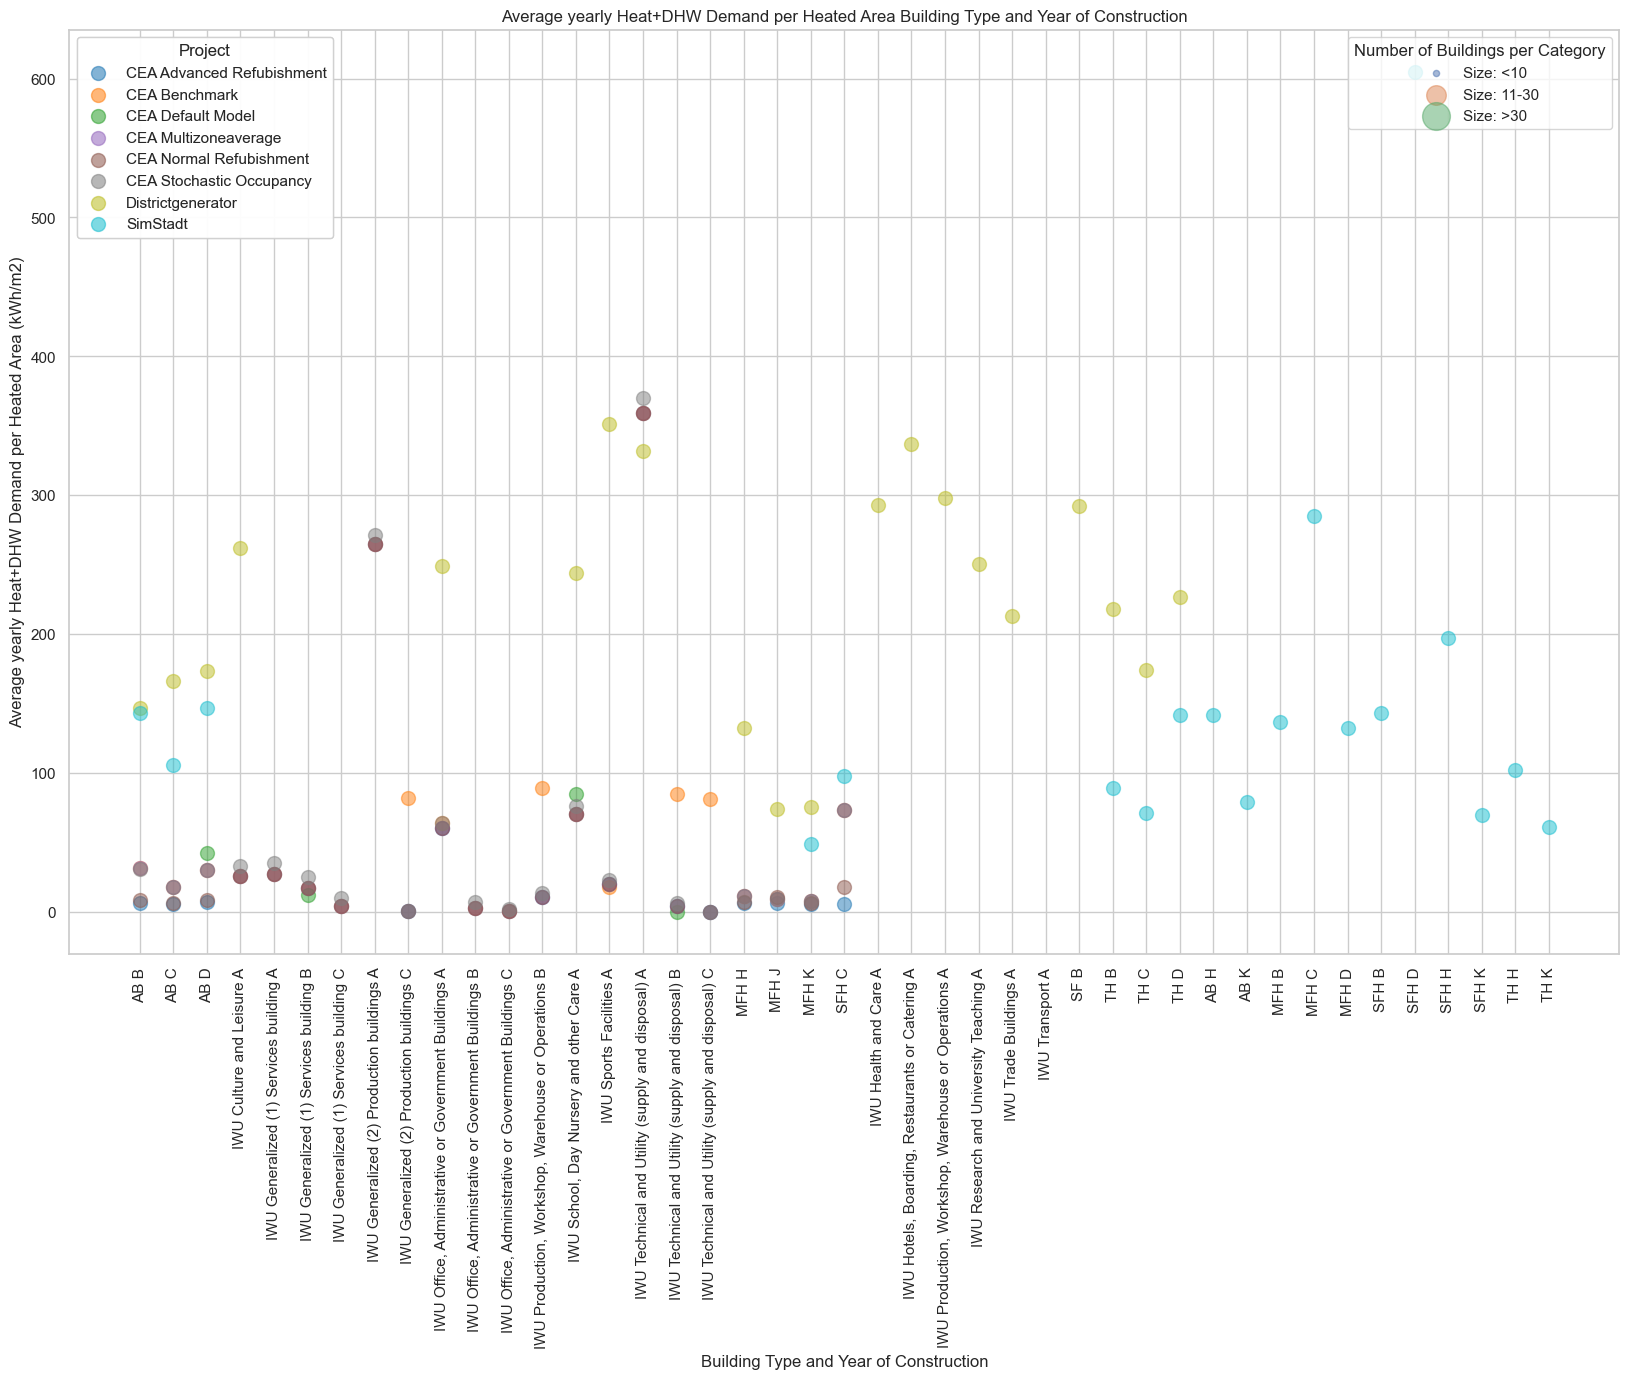 Average yearly Heat+DHW Demand per Heated Area Building Type and Year of Construction
Project
CEA Advanced Refubishment
CEA Benchmark
CEA Default Model
CEA Multizoneaverage
CEA Normal Refubishment
CEA Stochastic Occupancy
Districtgenerator
SimStadt
Number of Buildings per Category
Size: <10
Size: 11-30
Size: >30
Average yearly Heat+DHW Demand per Heated Area (kWh/m2)
600
500
400
300
200
100
0
AB B
AB C
AB D
IWU Culture and Leisure A
IWU Generalized (1) Services building A
IWU Generalized (1) Services building B
IWU Generalized (1) Services building C
IWU Generalized (2) Production buildings A
IWU Generalized (2) Production buildings C
IWU Office, Administrative or Government Buildings A
IWU Office, Administrative or Government Buildings B
IWU Office, Administrative or Government Buildings C
IWU Production, Workshop, Warehouse or Operations B
IWU School, Day Nursery and other Care A
IWU Sports Facilities A
IWU Technical and Utility (supply and disposal) A
IWU Technical and Utility (supply and disposal) B
IWU Technical and Utility (supply and disposal) C
MFH H
MFH J
MFH K
SFH C
IWU Health and Care A
IWU Hotels, Boarding, Restaurants or Catering A
IWU Production, Workshop, Warehouse or Operations A
IWU Research and University Teaching A
IWU Trade Buildings A
IWU Transport A
SF B
TH B
TH C
TH D
AB H
AB K
MFH B
MFH C
MFH D
SFH B
SFH D
SFH H
SFH K
TH H
TH K
Building Type and Year of Construction